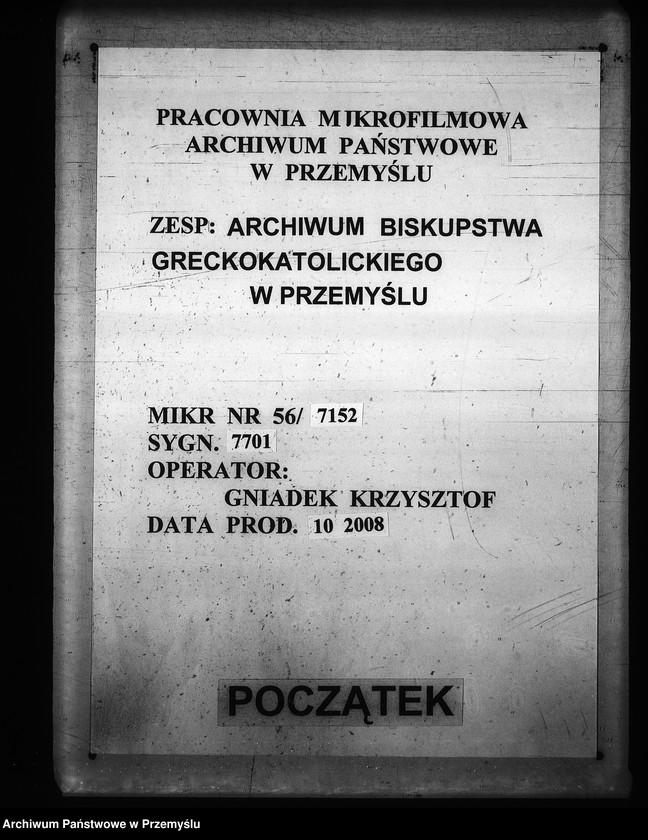 PRACOWNIA MIKROFILMOWA
ARCHIWUM PAŃSTWOWE
W PRZEMYŚLU
ZESP: ARCHIWUM BISKUPSTWA
GRECKOKATOLICKIEGO
W PRZEMYŚLU
MIKR NR 56/ 7152
SYGN. 7701
OPERATOR:
GNIADEK KRZYSZTOF
DATA PROD. 10 2008
POCZĄTEK
Archiwum Państwowe w Przemyślu